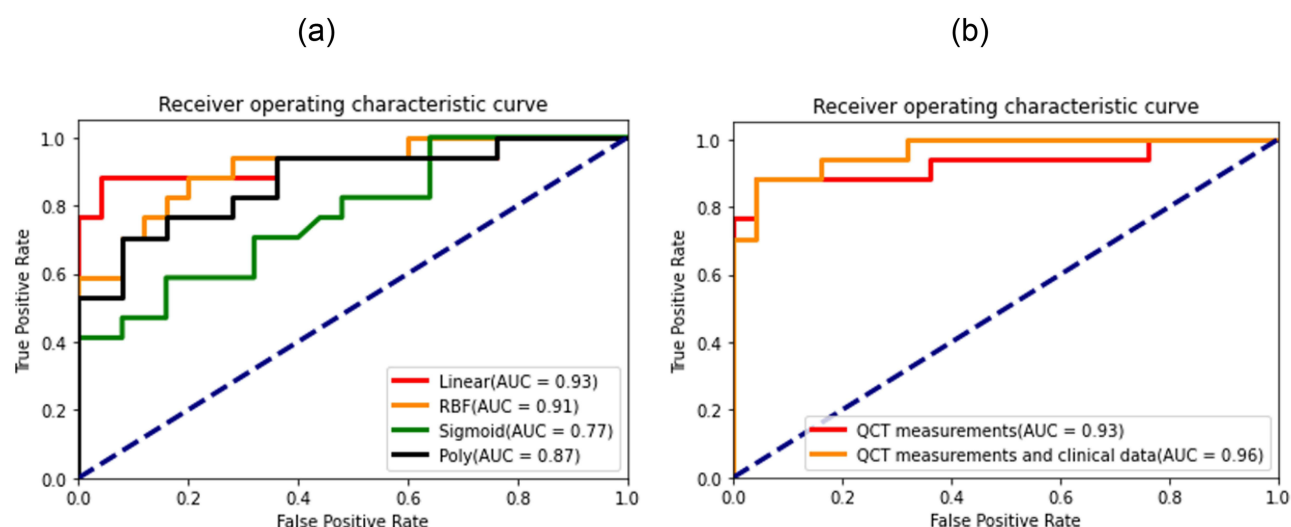 (a)
(b)
Receiver operating characteristic curve
1.0
0.8
0.6
0.4
0.2
0.0
True Positive Rate
Linear(AUC = 0.93)
RBF(AUC = 0.91)
Sigmoid(AUC = 0.77)
Poly(AUC = 0.87)
0.0 0.2 0.4 0.6 0.8 1.0
False Positive Rate
Receiver operating characteristic curve
1.0
0.8
0.6
0.4
0.2
0.0
True Positive Rate
QCT measurements(AUC = 0.93)
QCT measurements and clinical data(AUC = 0.96)
0.0 0.2 0.4 0.6 0.8 1.0
False Positive Rate